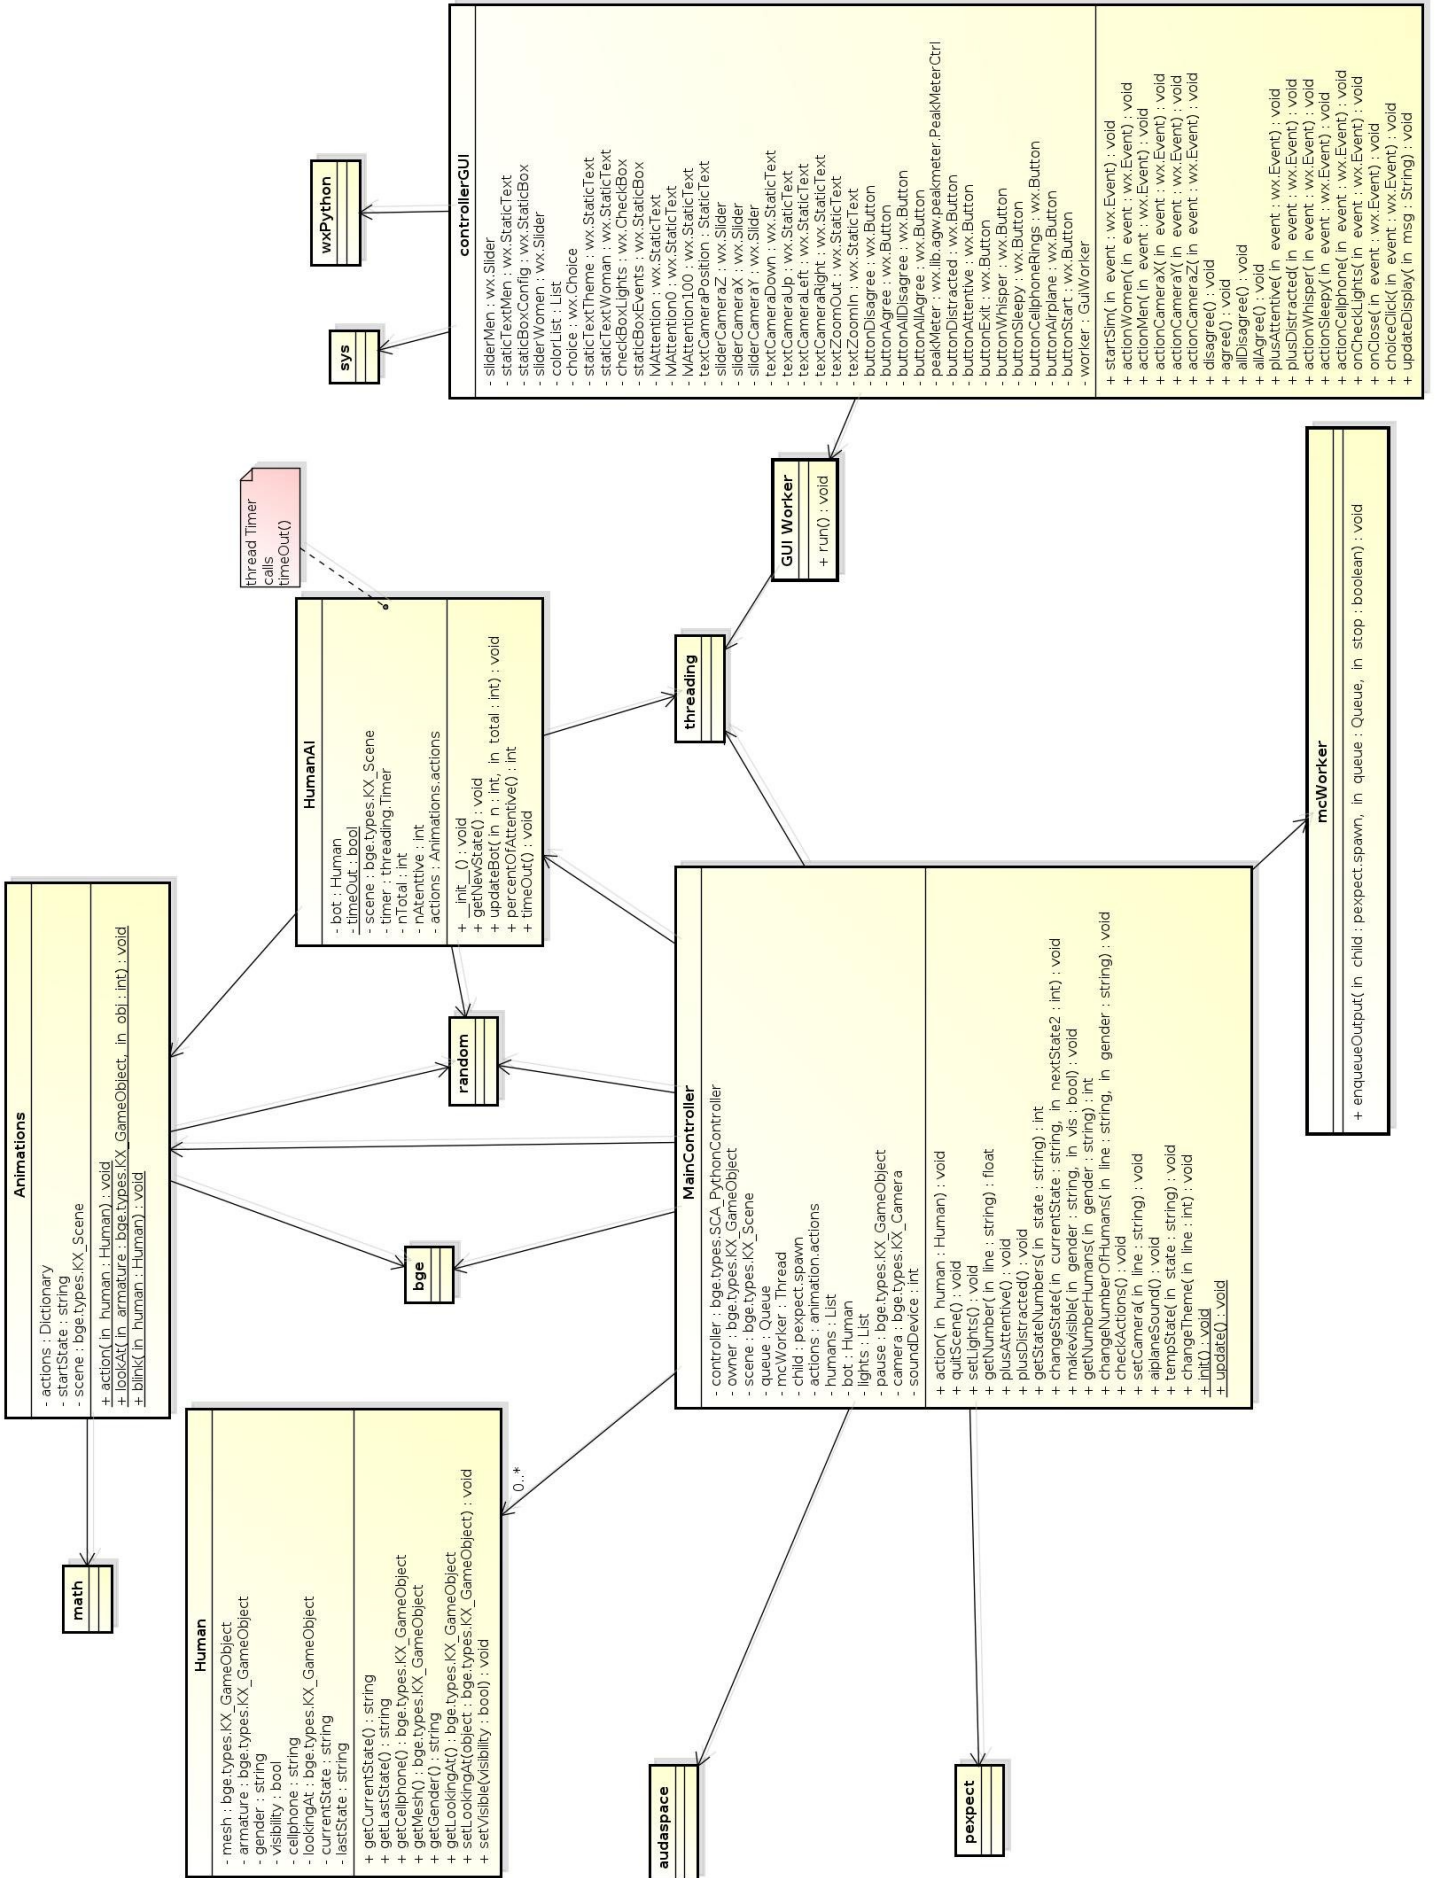 math
Animations
- actions : Dictionary
- startState : string
- scene : bge.types.KX_Scene
+ action( in human : Human) : void
+ lookAt( in armature : bge.types.KX_GameObject, in obj : int) : void
+ blink( in human : Human) : void
Human
- mesh : bge.types.KX_GameObject
- armature : bge.types.KX_GameObject
- gender : string
- visibility : bool
- cellphone : string
- lookingAt : bge.types.KX_GameObject
- currentState : string
- lastState : string
+ getCurrentState() : string
+ getLastState() : string
+ getCellphone() : bge.types.KX_GameObject
+ getMesh() : bge.types.KX_GameObject
+ getGender() : string
+ getLookingAt() : bge.types.KX_GameObject
+ setLookingAt(object : bge.types.KX_GameObject) : void
+ setVisible(visibility : bool) : void
0..*
bge
random
HumanAI
- bot : Human
- timeOut : bool
- scene : bge.types.KX_Scene
- timer : threading.Timer
- nTotal : int
- nAtenttive : int
- actions : Animations.actions
+ __init__() : void
+ getNewState() : void
+ updateBot( in n : int, in total : int) : void
+ percentOfAttentive() : int
+ timeOut() : void
thread Timer
calls
timeOut()
sys
wxPython
controllerGUI
- sliderMen : wx.Slider
- staticTextMen : wx.StaticText
- staticBoxConfig : wx.StaticBox
- sliderWomen : wx.Slider
- colorList : List
- choice : wx.Choice
- staticTextTheme : wx.StaticText
- staticTextWoman : wx.StaticText
- checkBoxLights : wx.CheckBox
- staticBoxEvents : wx.StaticBox
- MAttention : wx.StaticText
- MAttention0 : wx.StaticText
- MAttention100 : wx.StaticText
- textCameraPosition : StaticText
- sliderCameraZ : wx.Slider
- sliderCameraX : wx.Slider
- sliderCameraY : wx.Slider
- textCameraDown : wx.StaticText
- textCameraUp : wx.StaticText
- textCameraLeft : wx.StaticText
- textCameraRight : wx.StaticText
- textZoomOut : wx.StaticText
- textZoomIn : wx.StaticText
- buttonDisagree : wx.Button
- buttonAgree : wx.Button
- buttonAllDisagree : wx.Button
- buttonAllAgree : wx.Button
- peakMeter : wx.lib.agw.peakmeter.PeakMeterCtrl
- buttonDistracted : wx.Button
- buttonAttentive : wx.Button
- buttonExit : wx.Button
- buttonWhisper : wx.Button
- buttonSleepy : wx.Button
- buttonCellphoneRings : wx.Button
- buttonAirplane : wx.Button
- buttonStart : wx.Button
- worker : GuiWorker
+ startSim( in event : wx.Event) : void
+ actionWomen( in event : wx.Event) : void
+ actionMen( in event : wx.Event) : void
+ actionCameraX( in event : wx.Event) : void
+ actionCameraY( in event : wx.Event) : void
+ actionCameraZ( in event : wx.Event) : void
+ disagree() : void
+ agree() : void
+ allDisagree() : void
+ allAgree() : void
+ plusAttentive( in event : wx.Event) : void
+ plusDistracted( in event : wx.Event) : void
+ actionWhisper( in event : wx.Event) : void
+ actionSleepy( in event : wx.Event) : void
+ actionCellphone( in event : wx.Event) : void
+ onCheckLights( in event : wx.Event) : void
+ onClose( in event : wx.Event) : void
+ choiceClick( in event : wx.Event) : void
+ updateDisplay( in msg : String) : void
threading
GUI Worker
+ run() : void
audaspace
pexpect
MainController
- controller : bge.types.SCA_PythonController
- owner : bge.types.KX_GameObject
- scene : bge.types.KX_Scene
- queue : Queue
- mcWorker : Thread
- child : pexpect.spawn
- actions : animation.actions
- humans : List
- bot : Human
- lights : List
- pause : bge.types.KX_GameObject
- camera : bge.types.KX_Camera
- soundDevice : int
+ action( in human : Human) : void
+ quitScene() : void
+ setLights() : void
+ getNumber( in line : string) : float
+ plusAttentive() : void
+ plusDistracted() : void
+ getStateNumbers( in state : string) : int
+ changeState( in currentState : string, in nextState2 : int) : void
+ makevisible( in gender : string, in vis : bool) : void
+ getNumberHumans( in gender : string) : int
+ changeNumberOfHumans( in line : string, in gender : string) : void
+ checkActions() : void
+ setCamera( in line : string) : void
+ aiplaneSound() : void
+ tempState( in state : string) : void
+ changeTheme( in line : int) : void
+ init() : void
+ update() : void
mcWorker
+ enqueueOutput( in child : pexpect.spawn, in queue : Queue, in stop : boolean) : void